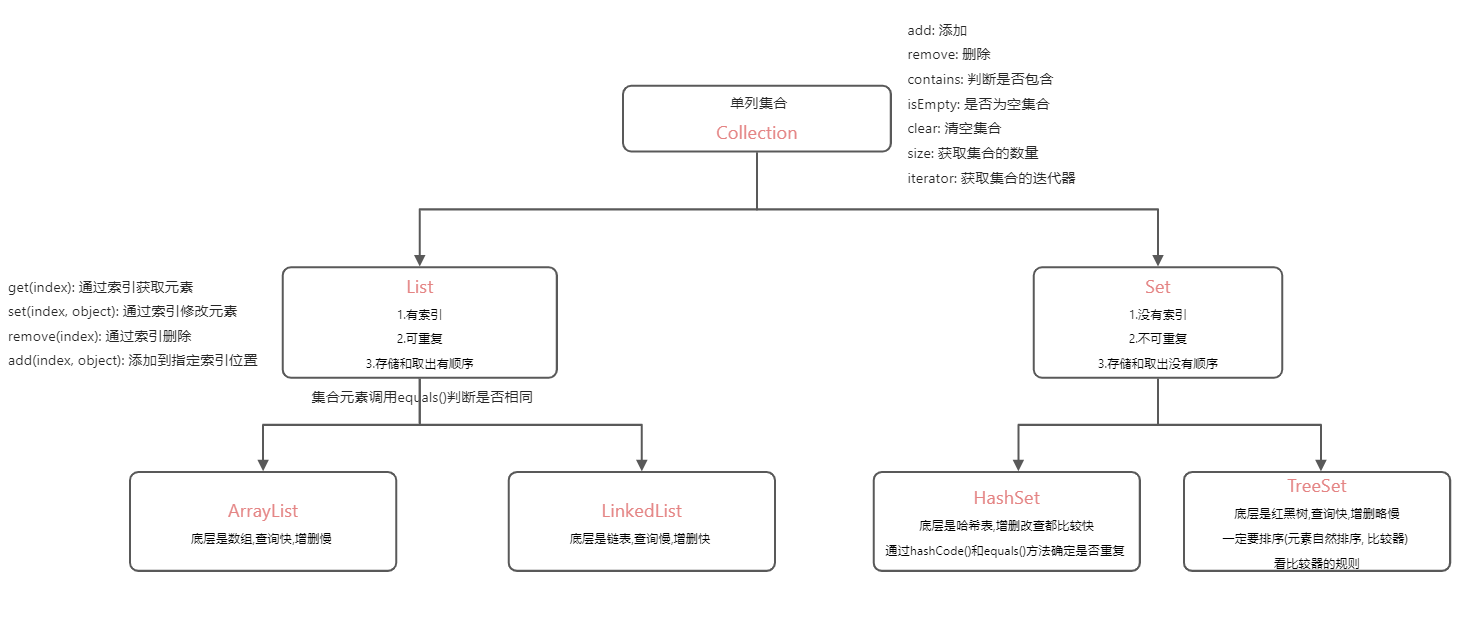 add: 添加
remove: 删除
contains: 判断是否包含
isEmpty: 是否为空集合
clear: 清空集合
size: 获取集合的数量
iterator: 获取集合的迭代器
单列集合
Collection
get(index): 通过索引获取元素
set(index, object): 通过索引修改元素
remove(index): 通过索引删除
add(index, object): 添加到指定索引位置
List
1.有索引
2.可重复
3.存储和取出有顺序
集合元素调用equals()判断是否相同
Set
1.没有索引
2.不可重复
3.存储和取出没有顺序
ArrayList
底层是数组,查询快,增删慢
LinkedList
底层是链表,查询慢,增删快
HashSet
底层是哈希表,增删改查都比较快
通过hashCode()和equals()方法确定是否重复
TreeSet
底层是红黑树,查询快,增删略慢
一定要排序(元素自然排序, 比较器)
看比较器的规则